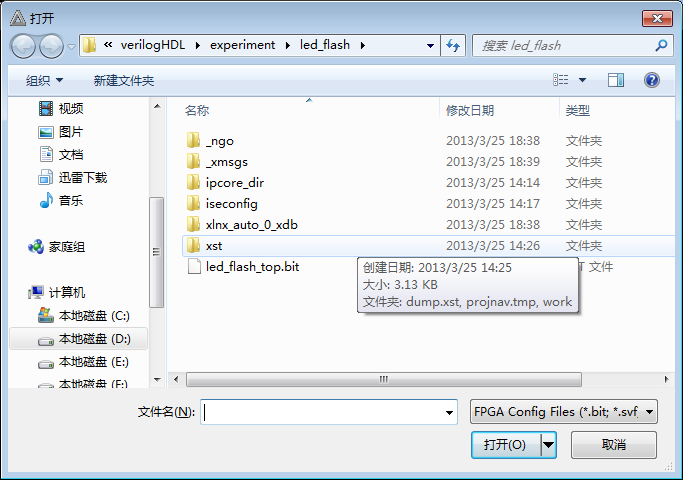 打开
« verilogHDL ▸ experiment ▸ led_flash ▸
搜索 led_flash
组织 新建文件夹
视频
图片
文档
迅雷下载
音乐
家庭组
计算机
本地磁盘 (C:)
本地磁盘 (D:)
本地磁盘 (E:)
本地磁盘 (F:)
名称 修改日期 类型
_ngo 2013/3/25 18:38 文件夹
_xmsgs 2013/3/25 18:39 文件夹
ipcore_dir 2013/3/25 14:14 文件夹
iseconfig 2013/3/25 14:17 文件夹
xlnx_auto_0_xdb 2013/3/25 18:38 文件夹
xst 2013/3/25 14:26 文件夹
led_flash_top.bit T 文件
创建日期: 2013/3/25 14:25
大小: 3.13 KB
文件夹: dump.xst, projnav.tmp, work
文件名(N):
FPGA Config Files (*.bit; *.svf
打开(O) 取消